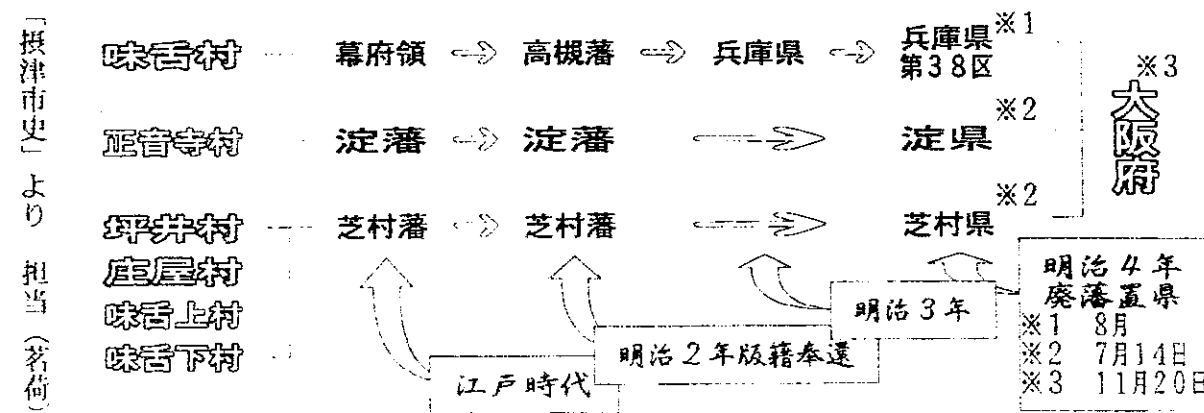 「摂津市史」より　担当（茗荷）
味舌村　幕府領　高槻藩　兵庫県　兵庫県※1
第38区
正音寺村　淀藩　淀藩　淀県※2
坪井村　芝村藩　芝村藩　芝村県※2
庄屋村
味舌上村
味舌下村
※3
大阪府
江戸時代
明治2年版籍奉還
明治3年
明治4年
廃藩置県
※1　8月
※2　7月14日
※3　11月20日